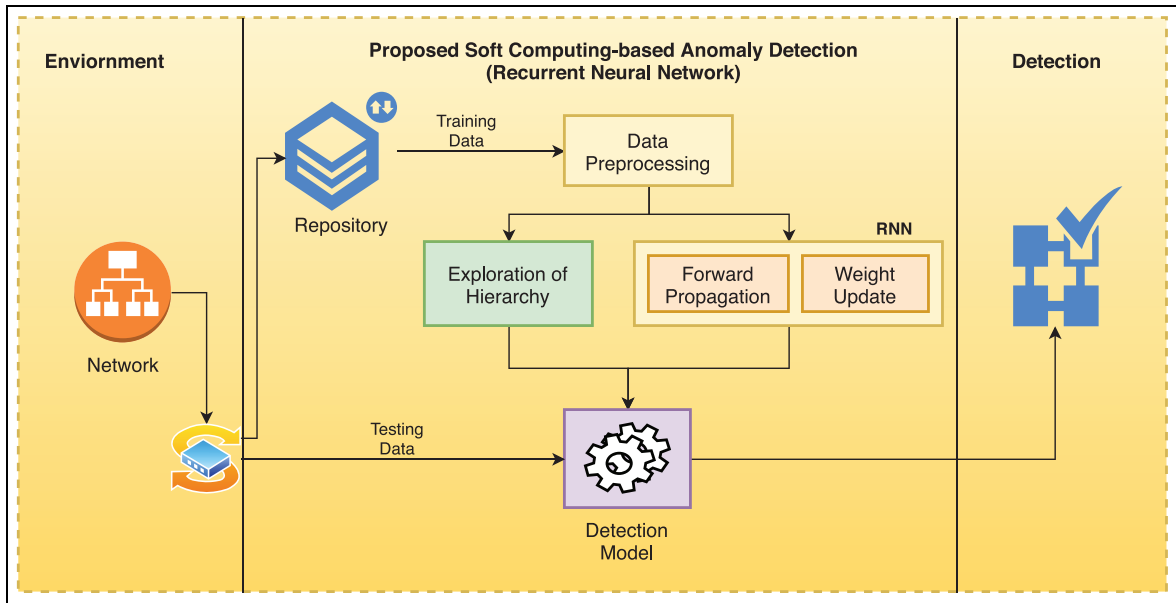 Enviornment
Proposed Soft Computing-based Anomaly Detection
(Recurrent Neural Network)
Detection
Training
Data
Data
Preprocessing
Repository
RNN
Exploration of
Hierarchy
Forward
Propagation
Weight
Update
Network
Testing
Data
Detection
Model